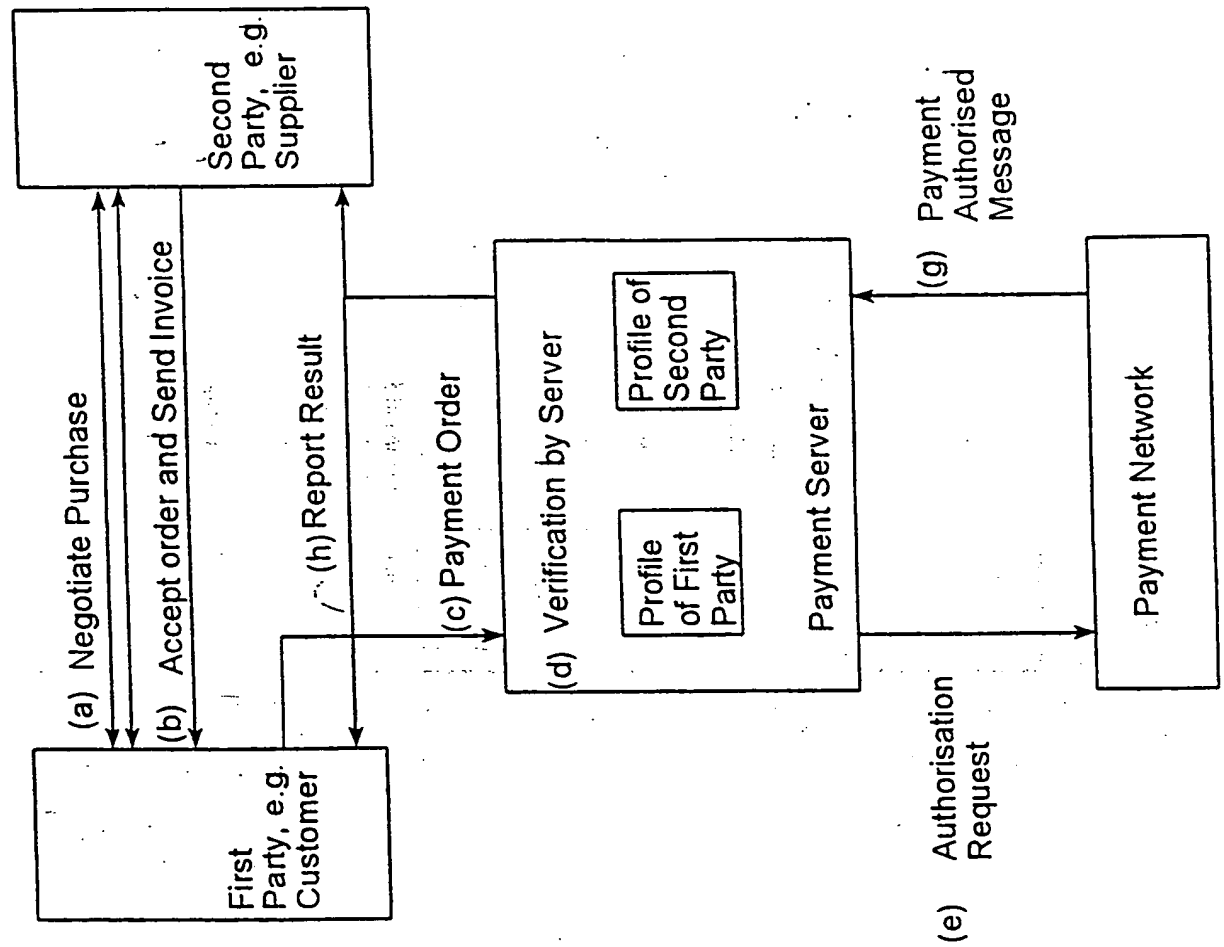 (a) Negotiate Purchase
First
Party, e.g.
Customer
Second
Party, e.g.
Supplier
(b) Accept order and Send Invoice
(h) Report Result
(c) Payment Order
(d) Verification by Server
Profile
of First
Party
Profile of
Second
Party
Payment Server
(e) Authorisation
Request
(g) Payment
Authorised
Message
Payment Network